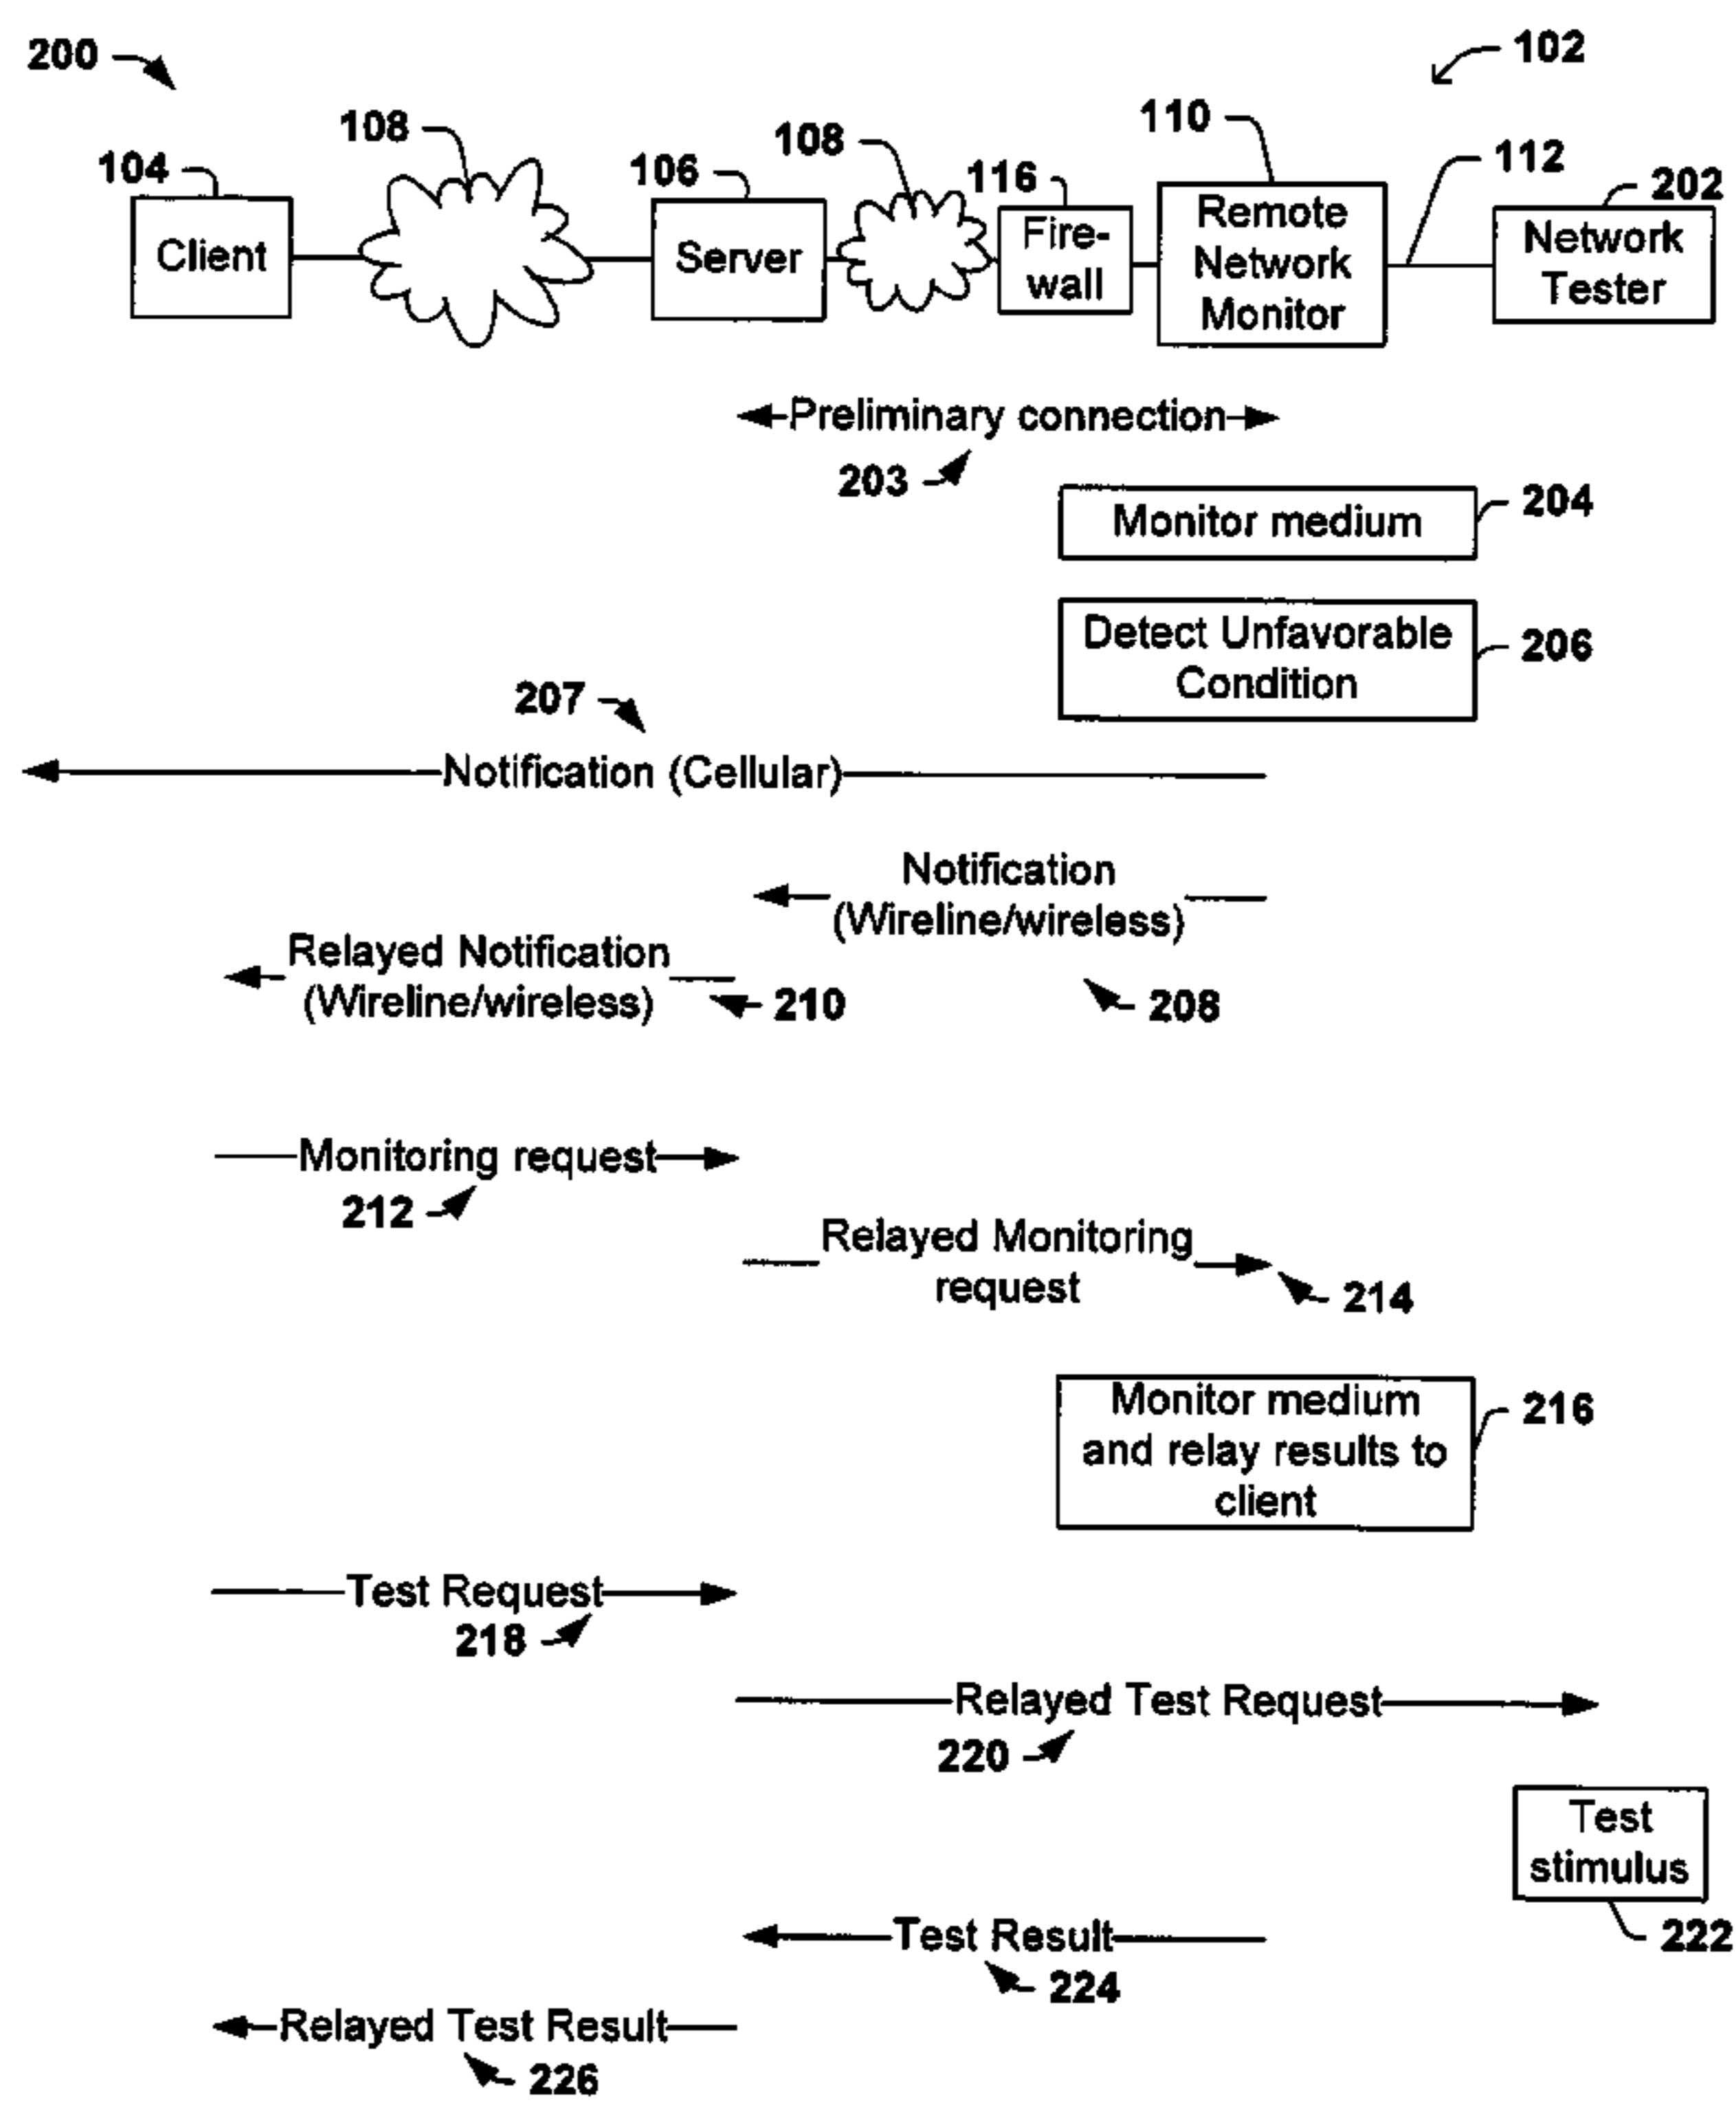 200
102
108
108
110
104
106
116
112
202
Client
Server
Fire-
wall
Remote
Network
Monitor
Network
Tester
Preliminary connection
203
Monitor medium
204
Detect Unfavorable
Condition
206
207
Notification (Cellular)
Notification
(Wireline/wireless)
208
Relayed Notification
(Wireline/wireless)
210
Monitoring request
212
Relayed Monitoring
request
214
Monitor medium
and relay results to
client
216
Test Request
218
Relayed Test Request
220
Test
stimulus
222
Test Result
224
Relayed Test Result
226